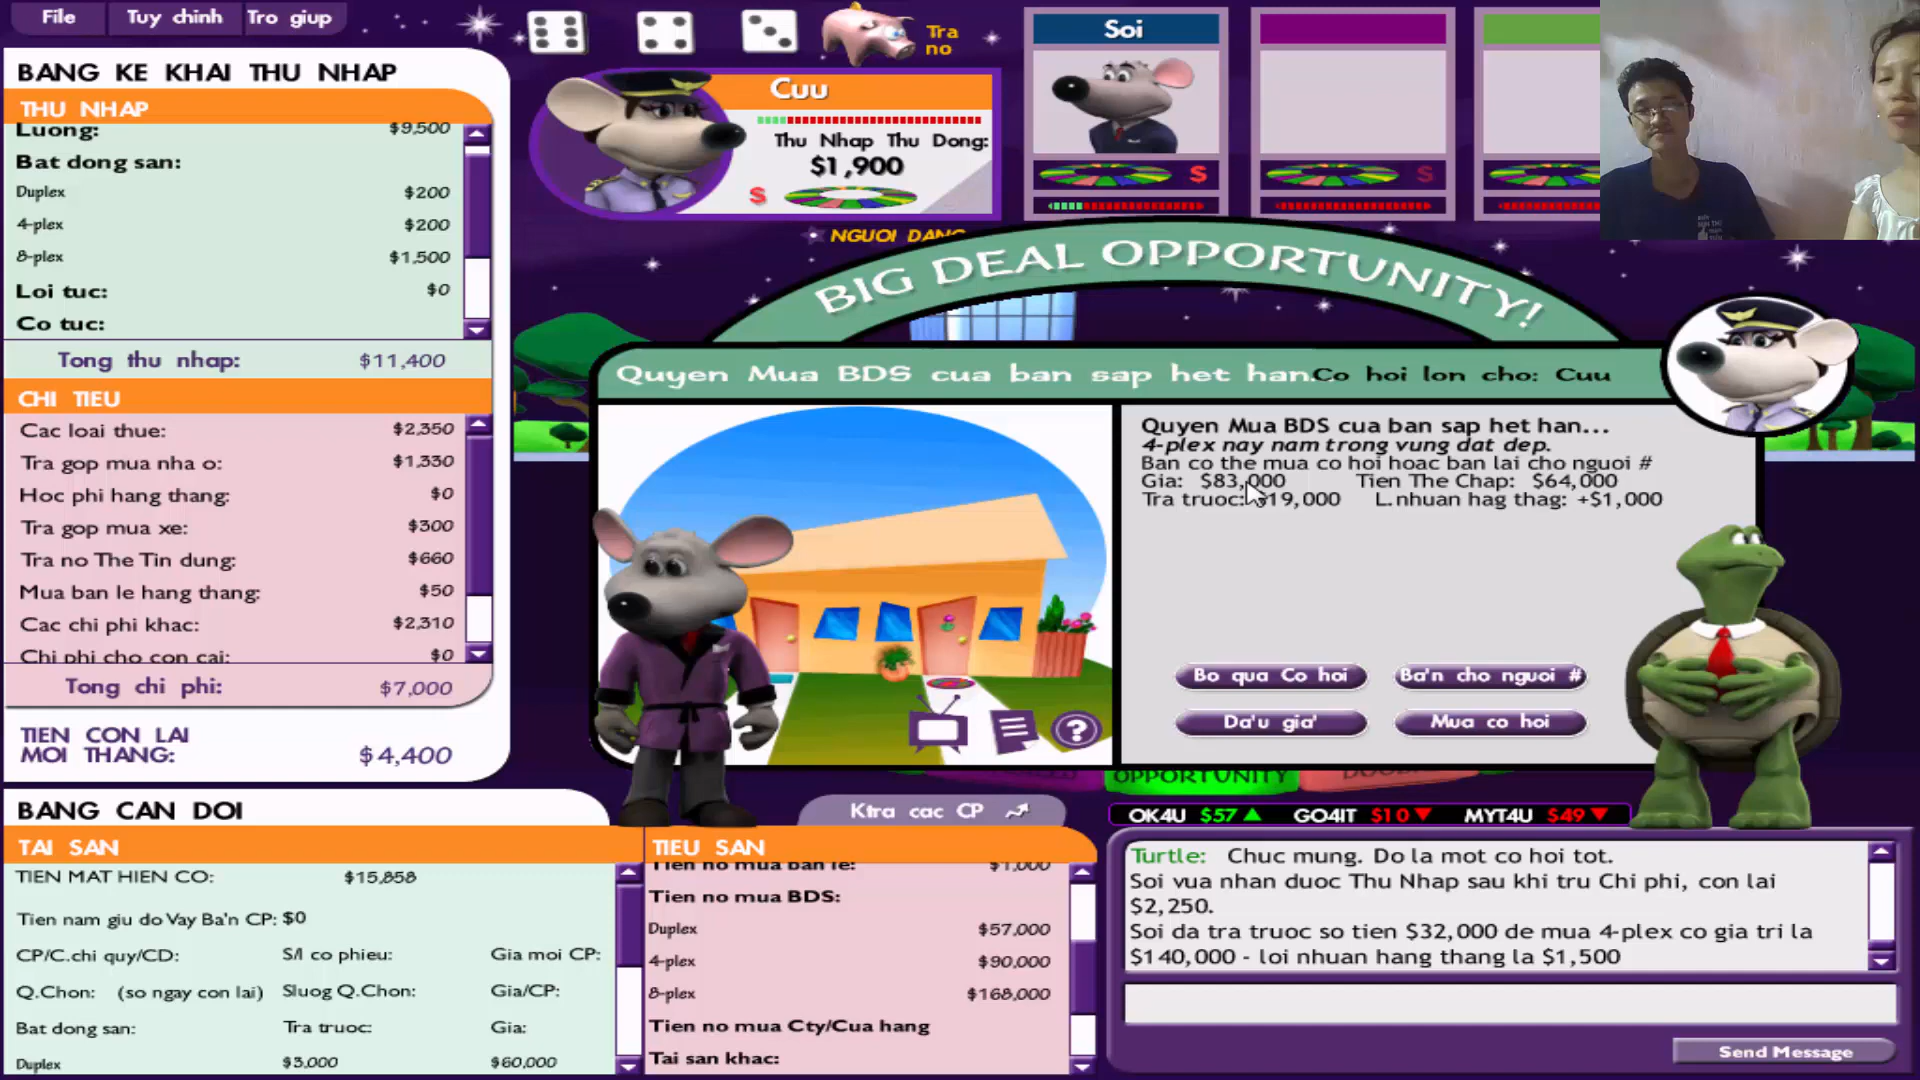 File
Tuy chinh
Tro giup
BANG KE KHAI THU NHAP
THU NHAP
Luong: $9,500
Bat dong san:
Duplex $200
4-plex $200
8-plex $1,500
Loi tuc: $0
Co tuc:
Tong thu nhap: $11,400
CHI TIEU
Cac loai thue: $2,350
Tra gop mua nha o: $1,330
Hoc phi hang thang: $0
Tra gop mua xe: $300
Tra no The Tin dung: $660
Mua ban le hang thang: $50
Cac chi phi khac: $2,310
Chi phi cho con cai: $0
Tong chi phi: $7,000
TIEN CON LAI
MOI THANG: $4,400
Tra
no
Cuu
Thu Nhap Thu Dong:
$1,900
S
Soi
S
S
NGUOI DANG
BIG DEAL OPPORTUNITY!
Quyen Mua BDS cua ban sap het han...
Co hoi lon cho: Cuu
Quyen Mua BDS cua ban sap het han...
4-plex nay nam trong vung dat dep.
Ban co the mua co hoi hoac ban lai cho nguoi #
Gia: $83,000 Tien The Chap: $64,000
Tra truoc: $19,000 L.nhuan hag thag: +$1,000
Bo qua Co hoi
Ba'n cho nguoi #
Da'u gia'
Mua co hoi
?
OPPORTUNITY
BANG CAN DOI
Ktra cac CP
TAI SAN
TIEN MAT HIEN CO: $15,858
Tien nam giu do Vay Ba'n CP: $0
CP/C.chi quy/CD: S/l co phieu: Gia moi CP:
Q.Chon: (so ngay con lai) Sluog Q.Chon: Gia/CP:
Bat dong san: Tra truoc: Gia:
Duplex $3,000 $60,000
TIEU SAN
Tien no mua ban le: $1,000
Tien no mua BDS:
Duplex $57,000
4-plex $90,000
8-plex $168,000
Tien no mua Cty/Cua hang
Tai san khac:
OK4U $57 GO4IT $10 MYT4U $49
Turtle: Chuc mung. Do la mot co hoi tot.
Soi vua nhan duoc Thu Nhap sau khi tru Chi phi, con lai
$2,250.
Soi da tra truoc so tien $32,000 de mua 4-plex co gia tri la
$140,000 - loi nhuan hang thang la $1,500
Send Message